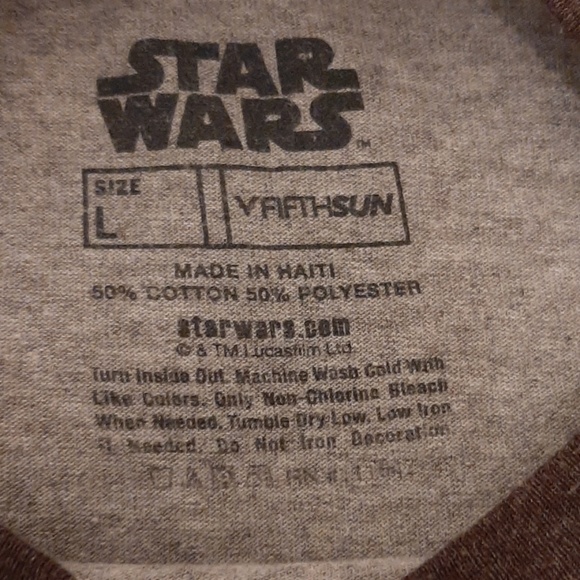 STAR
WARS™
SIZE
L
FIFTHSUN
MADE IN HAITI
50% COTTON 50% POLYESTER
starwars.com
© & TM Lucasfilm Ltd.
Turn Inside Out. Machine Wash Cold With
Like Colors. Only Non-Chlorine Bleach
When Needed. Tumble Dry Low. Low Iron
If Needed. Do Not Iron Decoration